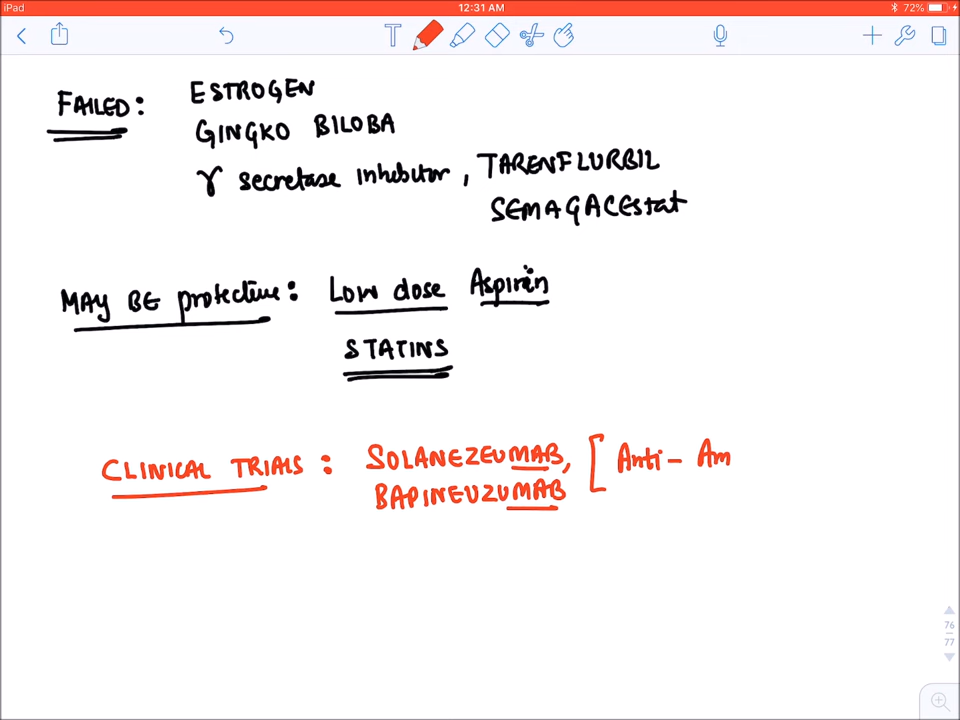 iPad 12:31 AM 72%
T
FAILED: ESTROGEN
GINGKO BILOBA
γ secretase inhibitor, TARENFLURBIL
SEMAGACEstat
MAY BE protective: Low dose Aspirin
STATINS
CLINICAL TRIALS: SOLANEZEUMAB, [Anti- Am
BAPINEUZUMAB
76
77